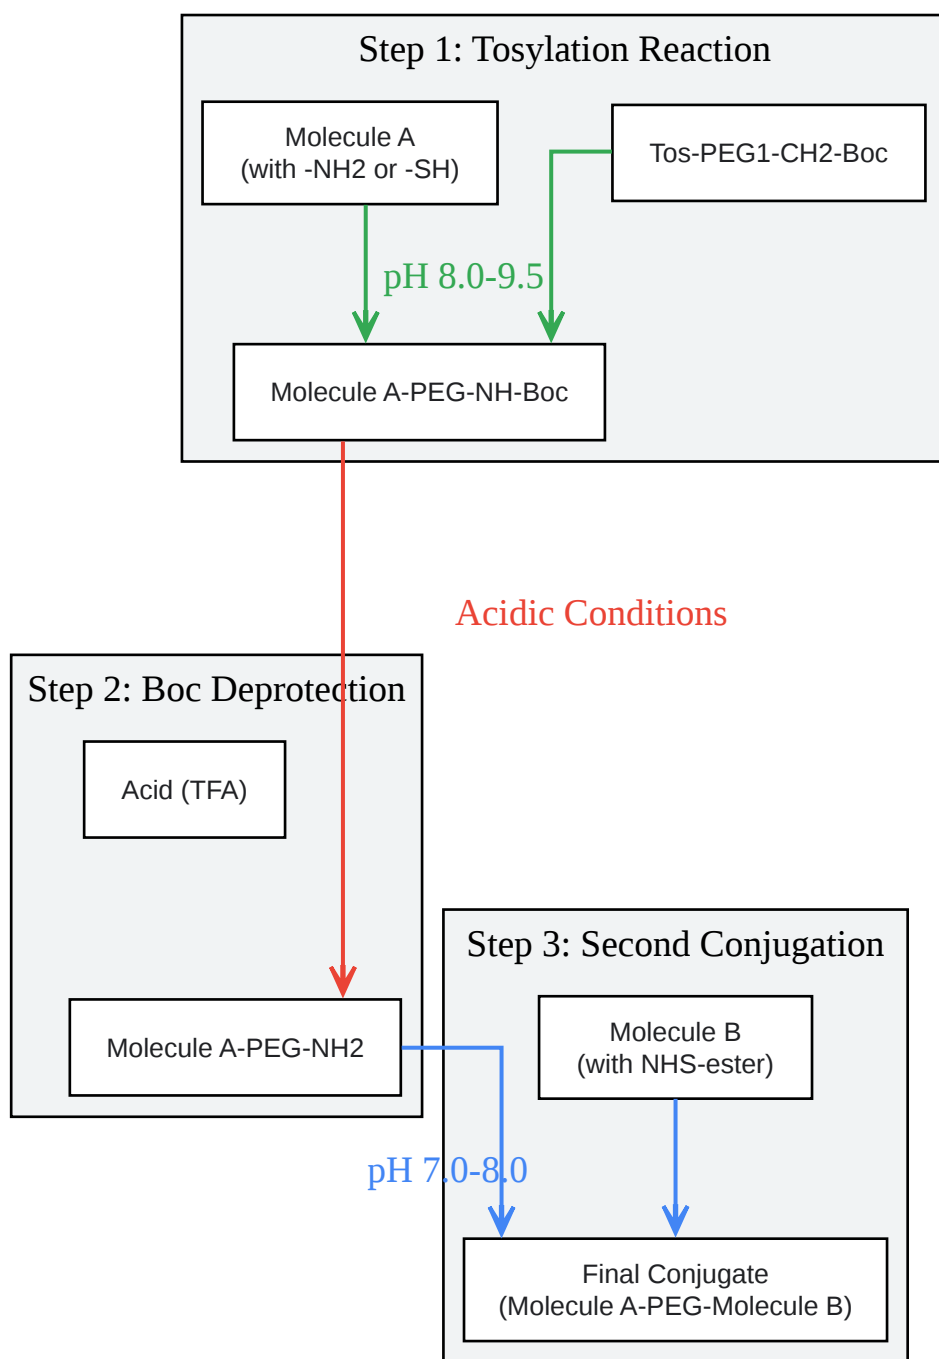 Step 1: Tosylation Reaction
Molecule A
(with -NH2 or -SH)
Tos-PEG1-CH2-Boc
pH 8.0-9.5
Molecule A-PEG-NH-Boc
Acidic Conditions
Step 2: Boc Deprotection
Acid (TFA)
Molecule A-PEG-NH2
Step 3: Second Conjugation
Molecule B
(with NHS-ester)
pH 7.0-8.0
Final Conjugate
(Molecule A-PEG-Molecule B)